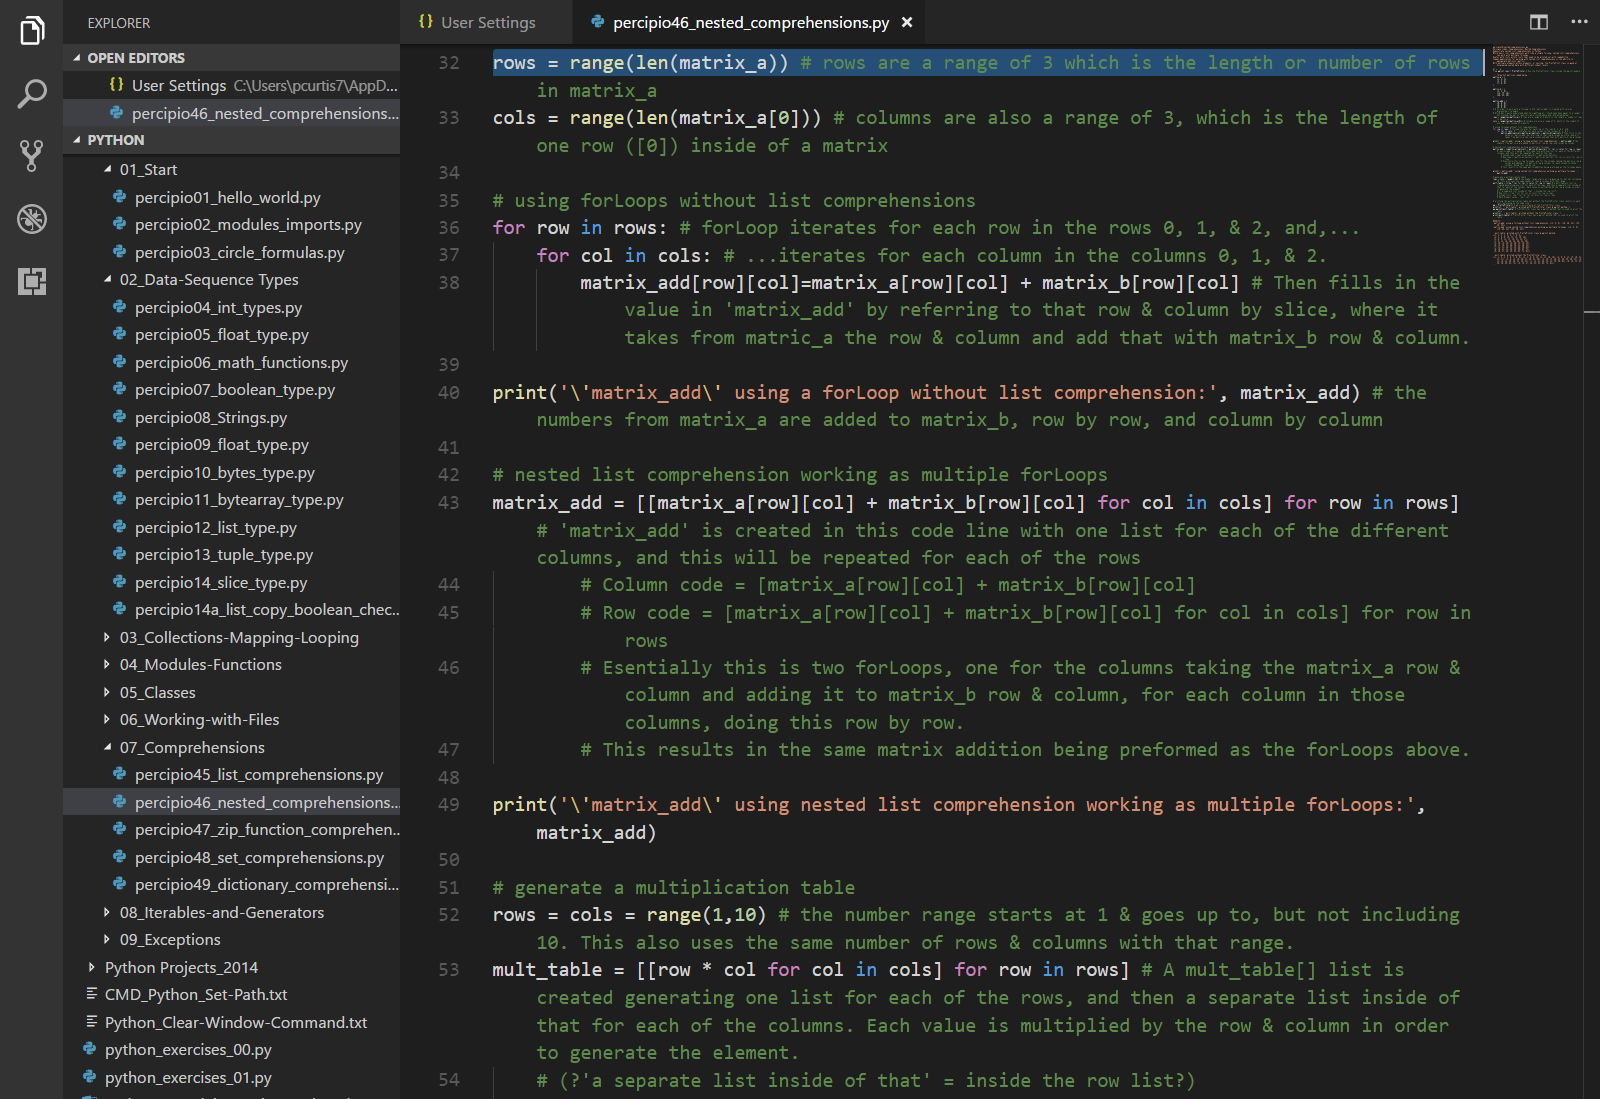 EXPLORER
OPEN EDITORS
{} User Settings C:\Users\pcurtis7\AppD...
percipio46_nested_comprehensions...
PYTHON
01_Start
percipio01_hello_world.py
percipio02_modules_imports.py
percipio03_circle_formulas.py
02_Data-Sequence Types
percipio04_int_types.py
percipio05_float_type.py
percipio06_math_functions.py
percipio07_boolean_type.py
percipio08_Strings.py
percipio09_float_type.py
percipio10_bytes_type.py
percipio11_bytearray_type.py
percipio12_list_type.py
percipio13_tuple_type.py
percipio14_slice_type.py
percipio14a_list_copy_boolean_chec...
03_Collections-Mapping-Looping
04_Modules-Functions
05_Classes
06_Working-with-Files
07_Comprehensions
percipio45_list_comprehensions.py
percipio46_nested_comprehensions...
percipio47_zip_function_comprehen...
percipio48_set_comprehensions.py
percipio49_dictionary_comprehensi...
08_Iterables-and-Generators
09_Exceptions
Python Projects_2014
CMD_Python_Set-Path.txt
Python_Clear-Window-Command.txt
python_exercises_00.py
python_exercises_01.py
{} User Settings
percipio46_nested_comprehensions.py ×
32 rows = range(len(matrix_a)) # rows are a range of 3 which is the length or number of rows
in matrix_a
33 cols = range(len(matrix_a[0])) # columns are also a range of 3, which is the length of
one row ([0]) inside of a matrix
34
35 # using forLoops without list comprehensions
36 for row in rows: # forLoop iterates for each row in the rows 0, 1, & 2, and,...
37 for col in cols: # ...iterates for each column in the columns 0, 1, & 2.
38 matrix_add[row][col]=matrix_a[row][col] + matrix_b[row][col] # Then fills in the
value in 'matrix_add' by referring to that row & column by slice, where it
takes from matric_a the row & column and add that with matrix_b row & column.
39
40 print('\'matrix_add\' using a forLoop without list comprehension:', matrix_add) # the
numbers from matrix_a are added to matrix_b, row by row, and column by column
41
42 # nested list comprehension working as multiple forLoops
43 matrix_add = [[matrix_a[row][col] + matrix_b[row][col] for col in cols] for row in rows]
# 'matrix_add' is created in this code line with one list for each of the different
columns, and this will be repeated for each of the rows
44 # Column code = [matrix_a[row][col] + matrix_b[row][col]
45 # Row code = [matrix_a[row][col] + matrix_b[row][col] for col in cols] for row in
rows
46 # Esentially this is two forLoops, one for the columns taking the matrix_a row &
column and adding it to matrix_b row & column, for each column in those
columns, doing this row by row.
47 # This results in the same matrix addition being preformed as the forLoops above.
48
49 print('\'matrix_add\' using nested list comprehension working as multiple forLoops:',
matrix_add)
50
51 # generate a multiplication table
52 rows = cols = range(1,10) # the number range starts at 1 & goes up to, but not including
10. This also uses the same number of rows & columns with that range.
53 mult_table = [[row * col for col in cols] for row in rows] # A mult_table[] list is
created generating one list for each of the rows, and then a separate list inside of
that for each of the columns. Each value is multiplied by the row & column in order
to generate the element.
54 # (?'a separate list inside of that' = inside the row list?)